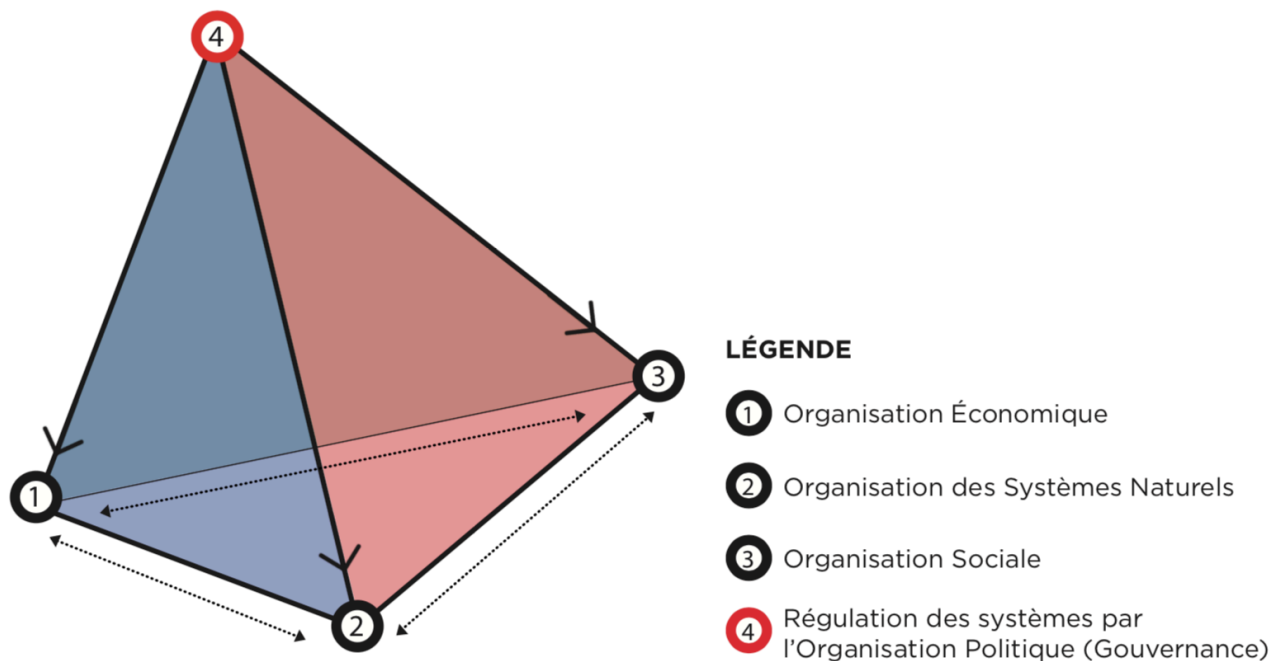 4
3
1
2
LÉGENDE
1 Organisation Économique
2 Organisation des Systèmes Naturels
3 Organisation Sociale
4 Régulation des systèmes par
l'Organisation Politique (Gouvernance)